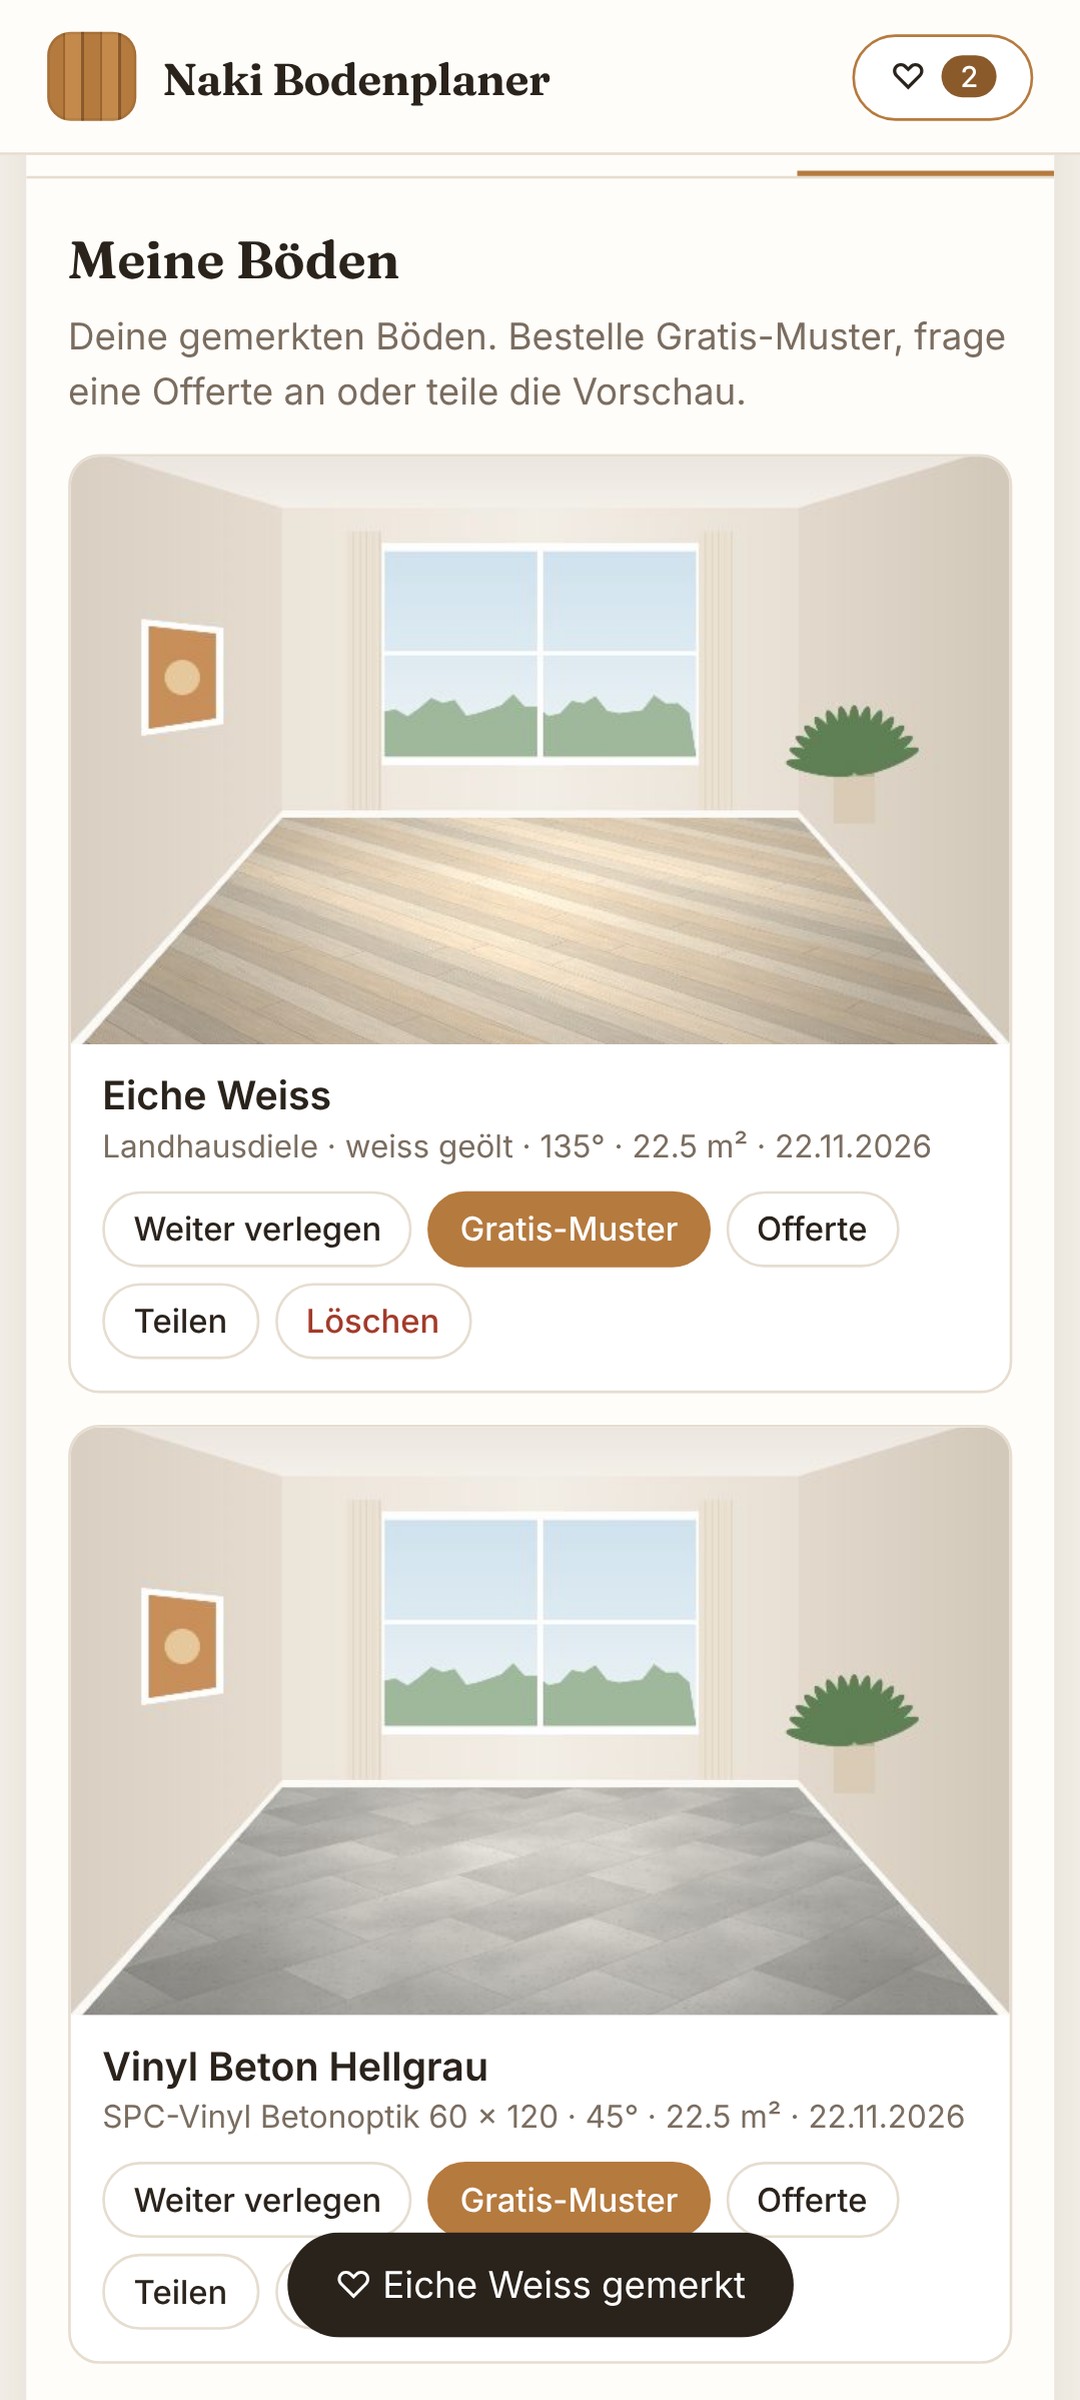 Naki Bodenplaner
♡ 2
Meine Böden
Deine gemerkten Böden. Bestelle Gratis-Muster, frage
eine Offerte an oder teile die Vorschau.
Eiche Weiss
Landhausdiele · weiss geölt · 135° · 22.5 m² · 22.11.2026
Weiter verlegen Gratis-Muster Offerte
Teilen Löschen
Vinyl Beton Hellgrau
SPC-Vinyl Betonoptik 60 × 120 · 45° · 22.5 m² · 22.11.2026
Weiter verlegen Gratis-Muster Offerte
Teilen
♡ Eiche Weiss gemerkt